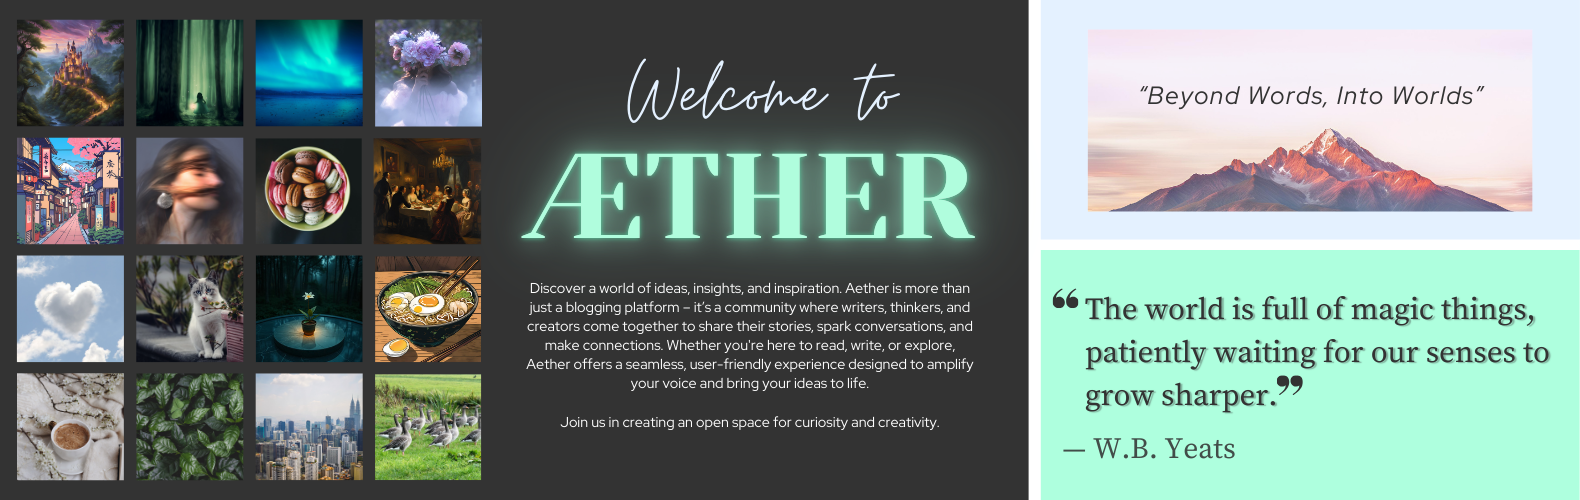 Welcome to
ÆTHER
Discover a world of ideas, insights, and inspiration. Aether is more than
just a blogging platform – it's a community where writers, thinkers, and
creators come together to share their stories, spark conversations, and
make connections. Whether you're here to read, write, or explore,
Aether offers a seamless, user-friendly experience designed to amplify
your voice and bring your ideas to life.
Join us in creating an open space for curiosity and creativity.
“Beyond Words, Into Worlds”
“The world is full of magic things,
patiently waiting for our senses to
grow sharper.”
— W.B. Yeats